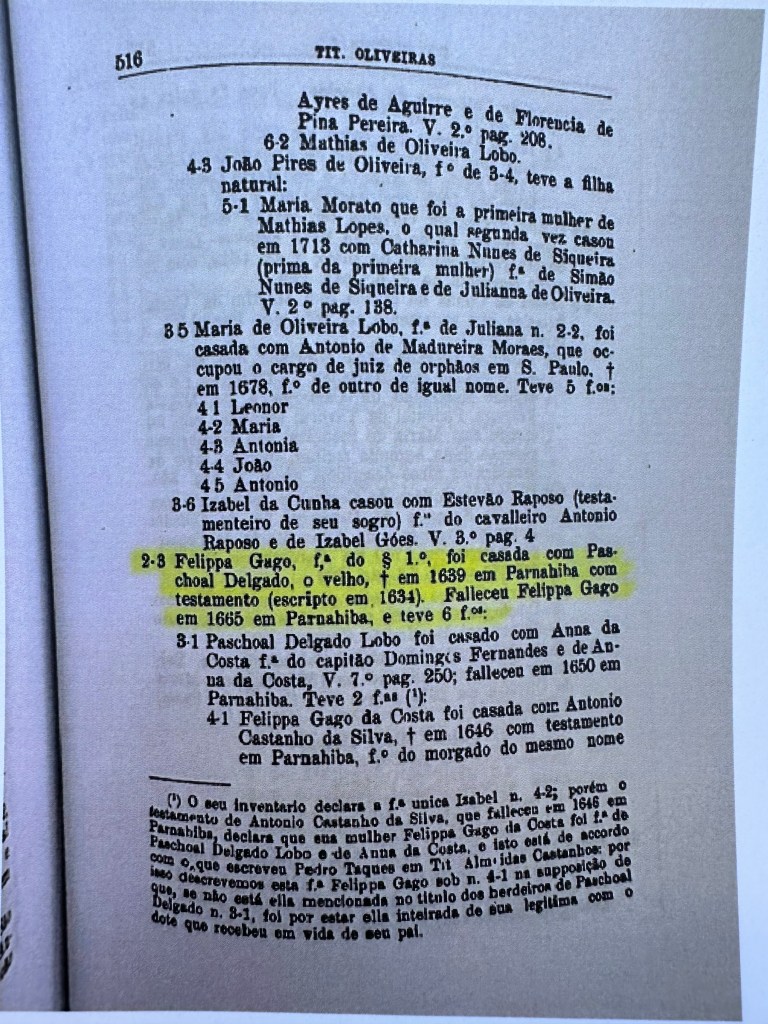 516
TIT. OLIVEIRAS
Ayres de Aguirre e de Florencia de
Pina Pereira. V. 2.º pag. 208.
6-2 Mathias de Oliveira Lobo.
4-3 João Pires de Oliveira, f º de 3-4, teve a filha
natural:
5-1 Maria Morato que foi a primeira mulher de
Mathias Lopes, o qual segunda vez casou
em 1713 com Catharina Nunes de Siqueira
(prima da primeira mulher) f.ª de Simão
Nunes de Siqueira e de Julianna de Oliveira.
V. 2 º pag. 138.
3 5 Maria de Oliveira Lobo, f.ª de Juliana n. 2-2, foi
casada com Antonio de Madureira Moraes, que oc-
cupou o cargo de juiz de orphãos em S. Paulo, †
em 1678, f.º de outro de igual nome. Teve 5 f.ºˢ:
4 1 Leonor
4-2 Maria
4-3 Antonia
4-4 João
4 5 Antonio
3-6 Izabel da Cunha casou com Estevão Raposo (testa-
menteiro de seu sogro) f.º do cavalleiro Antonio
Raposo e de Izabel Góes. V. 3.º pag. 4
2-3 Felippa Gago, f.ª do § 1.º, foi casada com Pas-
choal Delgado, o velho, † em 1639 em Parnahiba com
testamento (escripto em 1634). Falleceu Felippa Gago
em 1665 em Parnahiba, e teve 6 f.ºˢ:
3-1 Paschoal Delgado Lobo foi casado com Anna da
Costa f.ª do capitão Domingos Fernandes e de An-
na da Costa, V. 7.º pag. 250; falleceu em 1650 em
Parnahiba. Teve 2 f.ªˢ (¹):
4-1 Felippa Gago da Costa foi casada com Antonio
Castanho da Silva, † em 1646 com testamento
em Parnahiba, f.º do morgado do mesmo nome
(¹) O seu inventario declara a f.ª unica Izabel n. 4-2; porém o
testamento de Antonio Castanho da Silva, que falleceu em 1646 em
Parnahiba, declara que sua mulher Felippa Gago da Costa foi f.ª de
Paschoal Delgado Lobo e de Anna da Costa, e isto está de accordo
com o que escreveu Pedro Taques em Tit Alm idas Castanhos: por
isso descrevemos esta f.ª Felippa Gago sob n. 4-1 na supposição de
que, se não está ella mencionada no titulo dos herdeiros de Paschoal
Delgado n. 3-1, foi por estar ella inteirada de sua legitima com o
dote que recebeu em vida de seu pai.